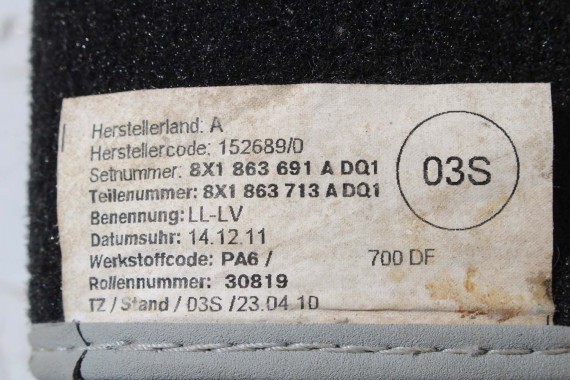 Herstellerland: A
Herstellercode: 152689/0
Setnummer: 8X1 863 691 A DQ1
Teilenummer: 8X1 863 713 A DQ1
Benennung: LL-LV
Datumsuhr: 14.12.11
Werkstoffcode: PA6 / 700 DF
Rollennummer: 30819
TZ / Stand / 03S /23.04 10
03S